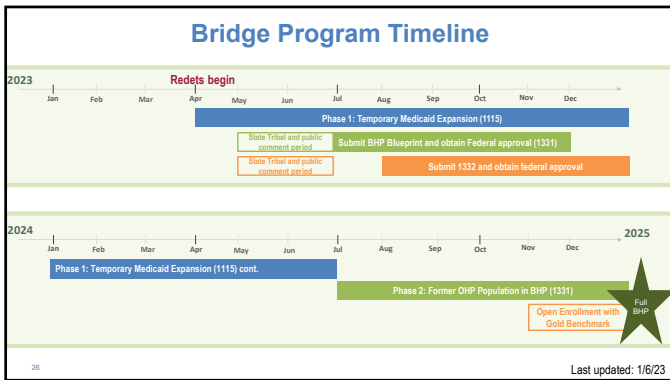 Bridge Program Timeline
2023
Redets begin
Jan Feb Mar Apr May Jun Jul Aug Sep Oct Nov Dec
Phase 1: Temporary Medicaid Expansion (1115)
State Tribal and public
comment period
Submit BHP Blueprint and obtain Federal approval (1331)
State Tribal and public
comment period
Submit 1332 and obtain federal approval
2024
2025
Jan Feb Mar Apr May Jun Jul Aug Sep Oct Nov Dec
Phase 1: Temporary Medicaid Expansion (1115) cont.
Phase 2: Former OHP Population in BHP (1331)
Full
BHP
Open Enrollment with
Gold Benchmark
26
Last updated: 1/6/23